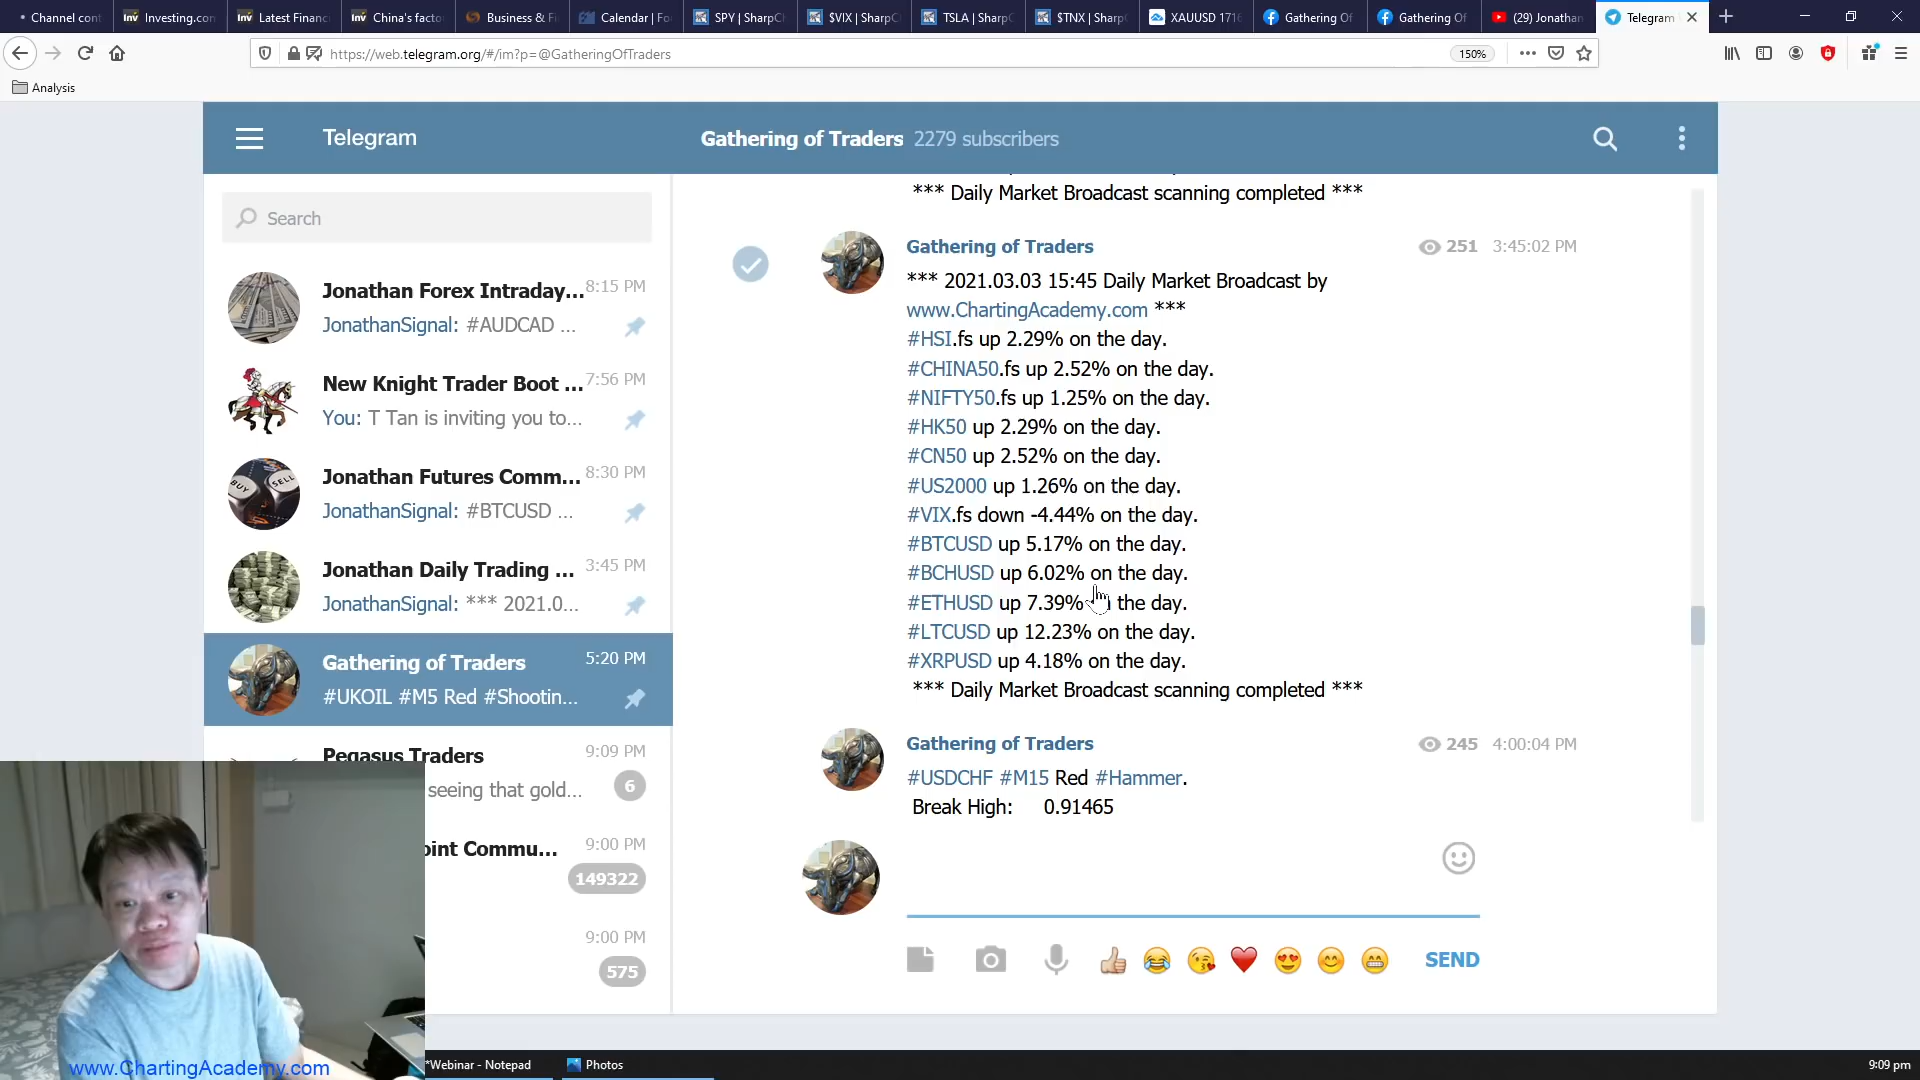 Channel cont
Investing.con
Latest Financ
China's facto
Business & Fi
Calendar | Fo
SPY | SharpCh
$VIX | SharpC
TSLA | SharpC
$TNX | SharpC
XAUUSD 1716
Gathering Of
Gathering Of
(29) Jonathan
Telegram
https://web.telegram.org/#/im?p=@GatheringOfTraders
150%
Analysis
Telegram
Gathering of Traders 2279 subscribers
Search
Jonathan Forex Intraday... 8:15 PM
JonathanSignal: #AUDCAD ...
New Knight Trader Boot ... 7:56 PM
You: T Tan is inviting you to...
Jonathan Futures Comm... 8:30 PM
JonathanSignal: #BTCUSD ...
Jonathan Daily Trading ... 3:45 PM
JonathanSignal: *** 2021.0...
Gathering of Traders 5:20 PM
#UKOIL #M5 Red #Shootin...
Pegasus Traders 9:09 PM
seeing that gold... 6
oint Commu... 9:00 PM
149322
9:00 PM
575
*** Daily Market Broadcast scanning completed ***
Gathering of Traders 251 3:45:02 PM
*** 2021.03.03 15:45 Daily Market Broadcast by
www.ChartingAcademy.com ***
#HSI.fs up 2.29% on the day.
#CHINA50.fs up 2.52% on the day.
#NIFTY50.fs up 1.25% on the day.
#HK50 up 2.29% on the day.
#CN50 up 2.52% on the day.
#US2000 up 1.26% on the day.
#VIX.fs down -4.44% on the day.
#BTCUSD up 5.17% on the day.
#BCHUSD up 6.02% on the day.
#ETHUSD up 7.39% the day.
#LTCUSD up 12.23% on the day.
#XRPUSD up 4.18% on the day.
*** Daily Market Broadcast scanning completed ***
Gathering of Traders 245 4:00:04 PM
#USDCHF #M15 Red #Hammer.
Break High: 0.91465
SEND
www.ChartingAcademy.com
*Webinar - Notepad
Photos
9:09 pm